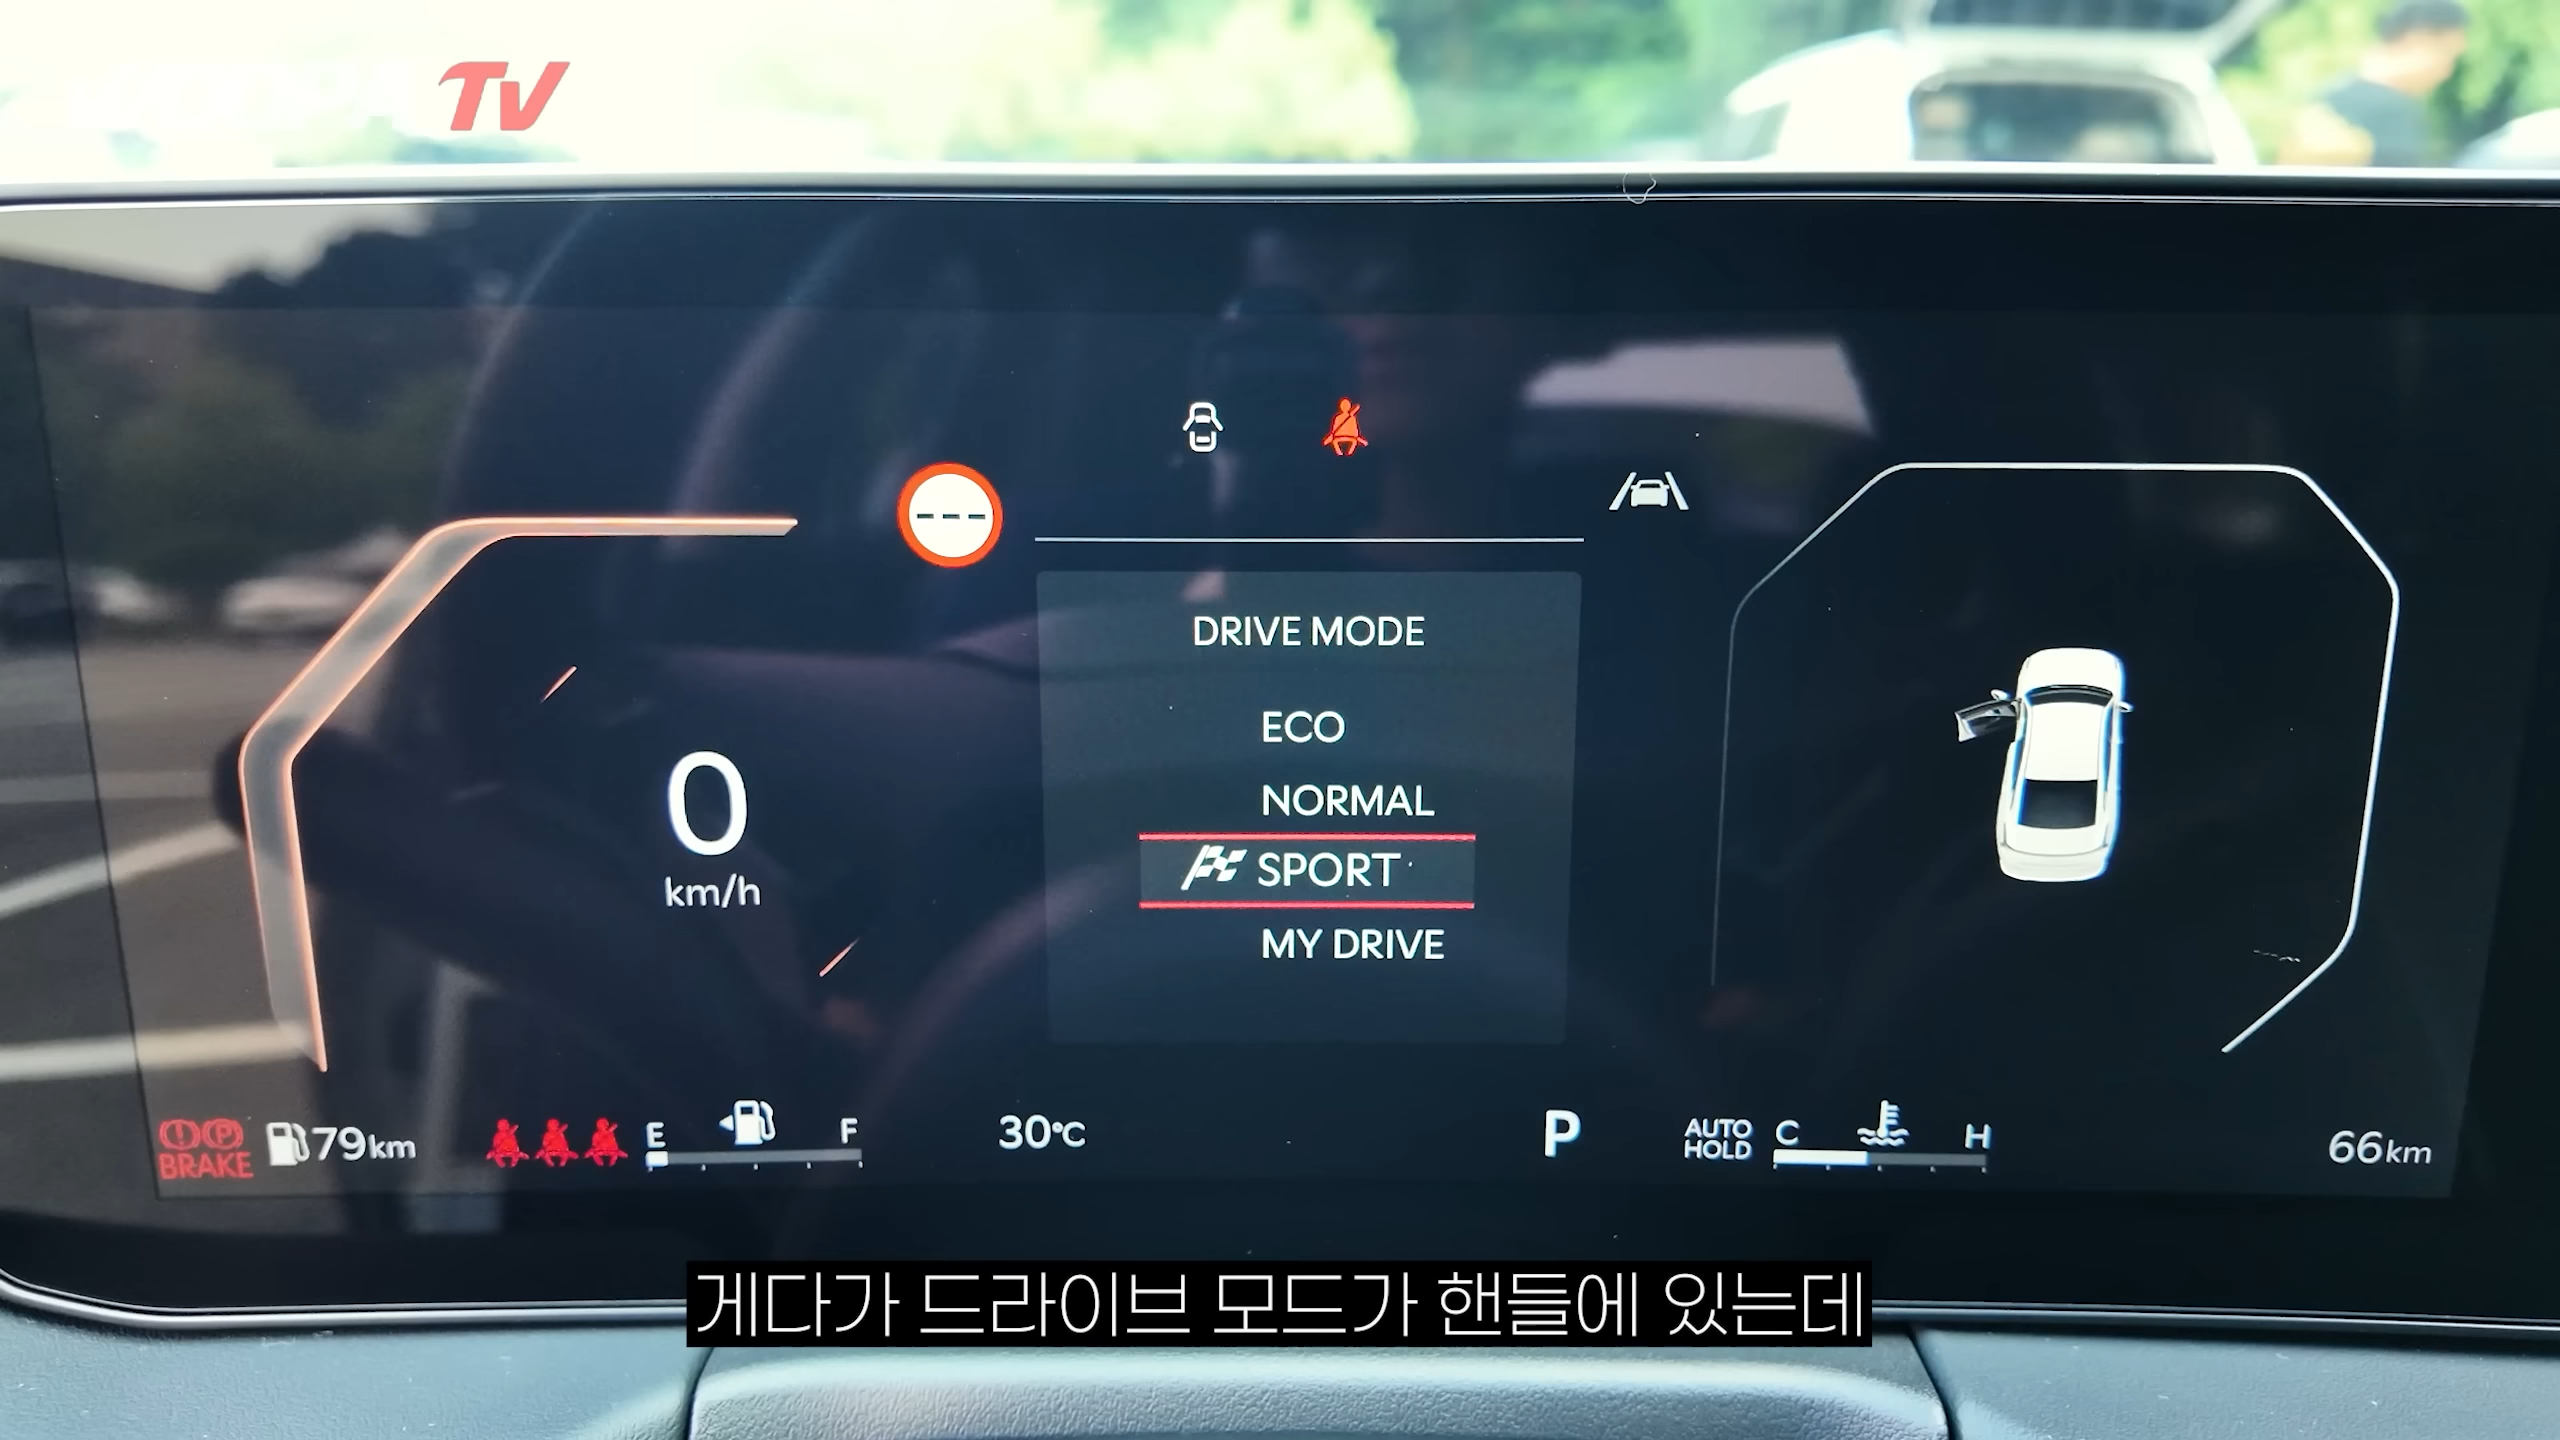 TV
DRIVE MODE
ECO
NORMAL
SPORT
MY DRIVE
0
km/h
BRAKE
79km
E F
30°C
P
AUTO HOLD
C H
66km
게다가 드라이브 모드가 핸들에 있는데